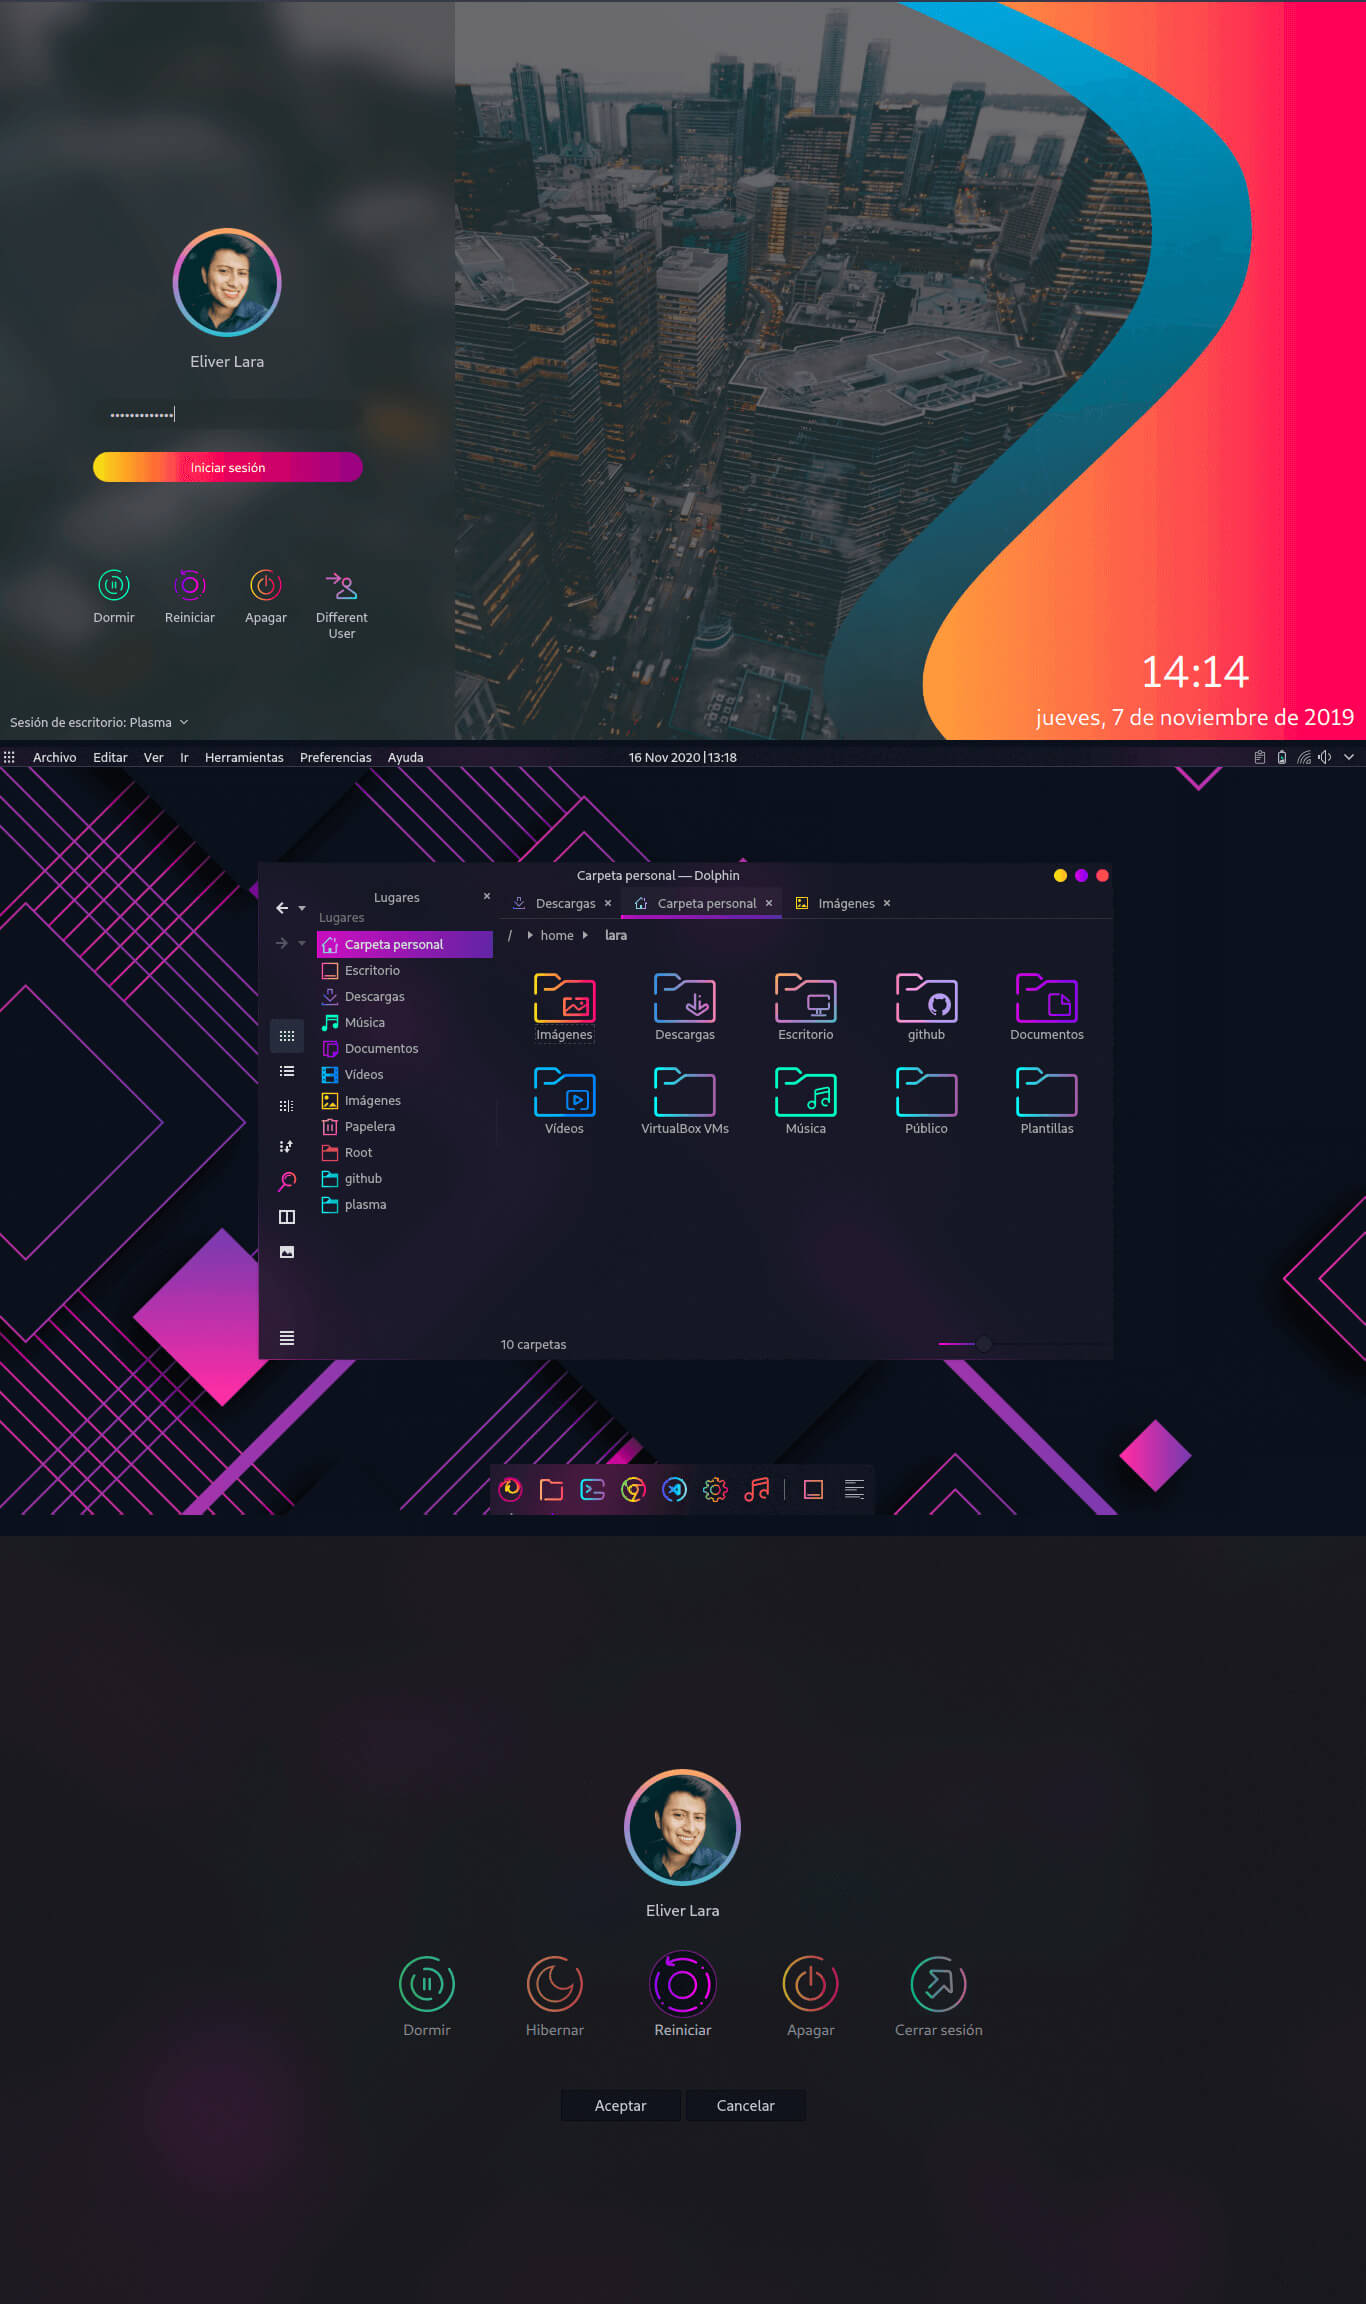 Eliver Lara
•••••••••••••
Iniciar sesión
Dormir
Reiniciar
Apagar
Different
User
Sesión de escritorio: Plasma
14:14
jueves, 7 de noviembre de 2019
Archivo Editar Ver Ir Herramientas Preferencias Ayuda 16 Nov 2020|13:18
Carpeta personal — Dolphin
Lugares
Lugares
Carpeta personal
Escritorio
Descargas
Música
Documentos
Vídeos
Imágenes
Papelera
Root
github
plasma
Descargas Carpeta personal Imágenes
/ home lara
Imágenes Descargas Escritorio github Documentos
Vídeos VirtualBox VMs Música Público Plantillas
10 carpetas
Eliver Lara
Dormir Hibernar Reiniciar Apagar Cerrar sesión
Aceptar Cancelar